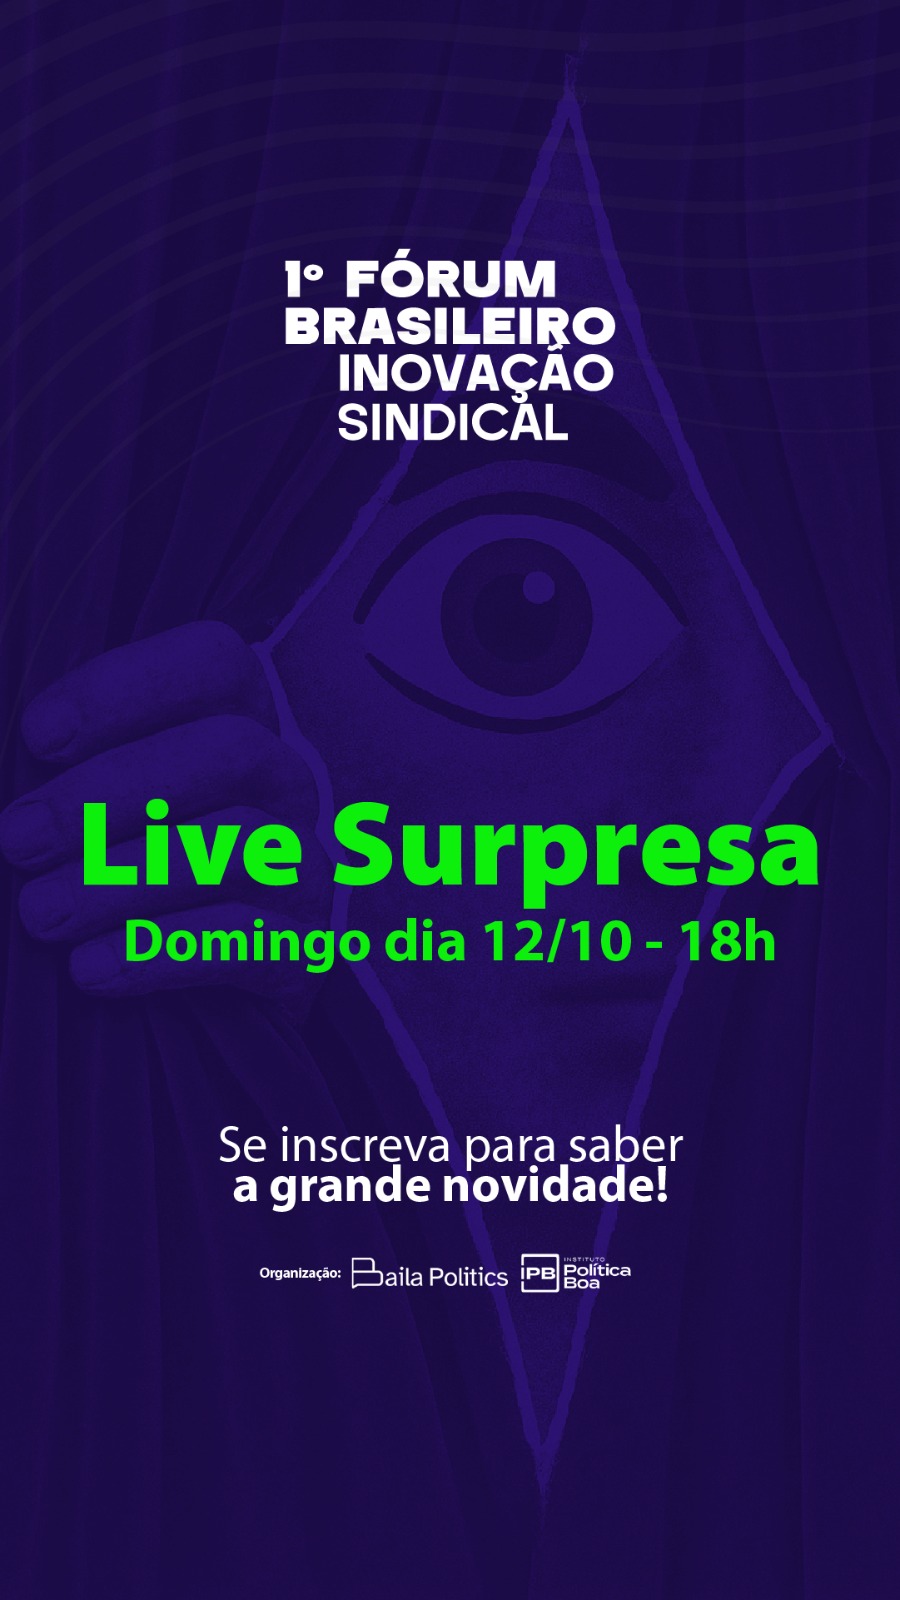 1º FÓRUM
BRASILEIRO
INOVAÇÃO
SINDICAL
Live Surpresa
Domingo dia 12/10 - 18h
Se inscreva para saber
a grande novidade!
Organização: Baila Politics IPB INSTITUTO Política Boa